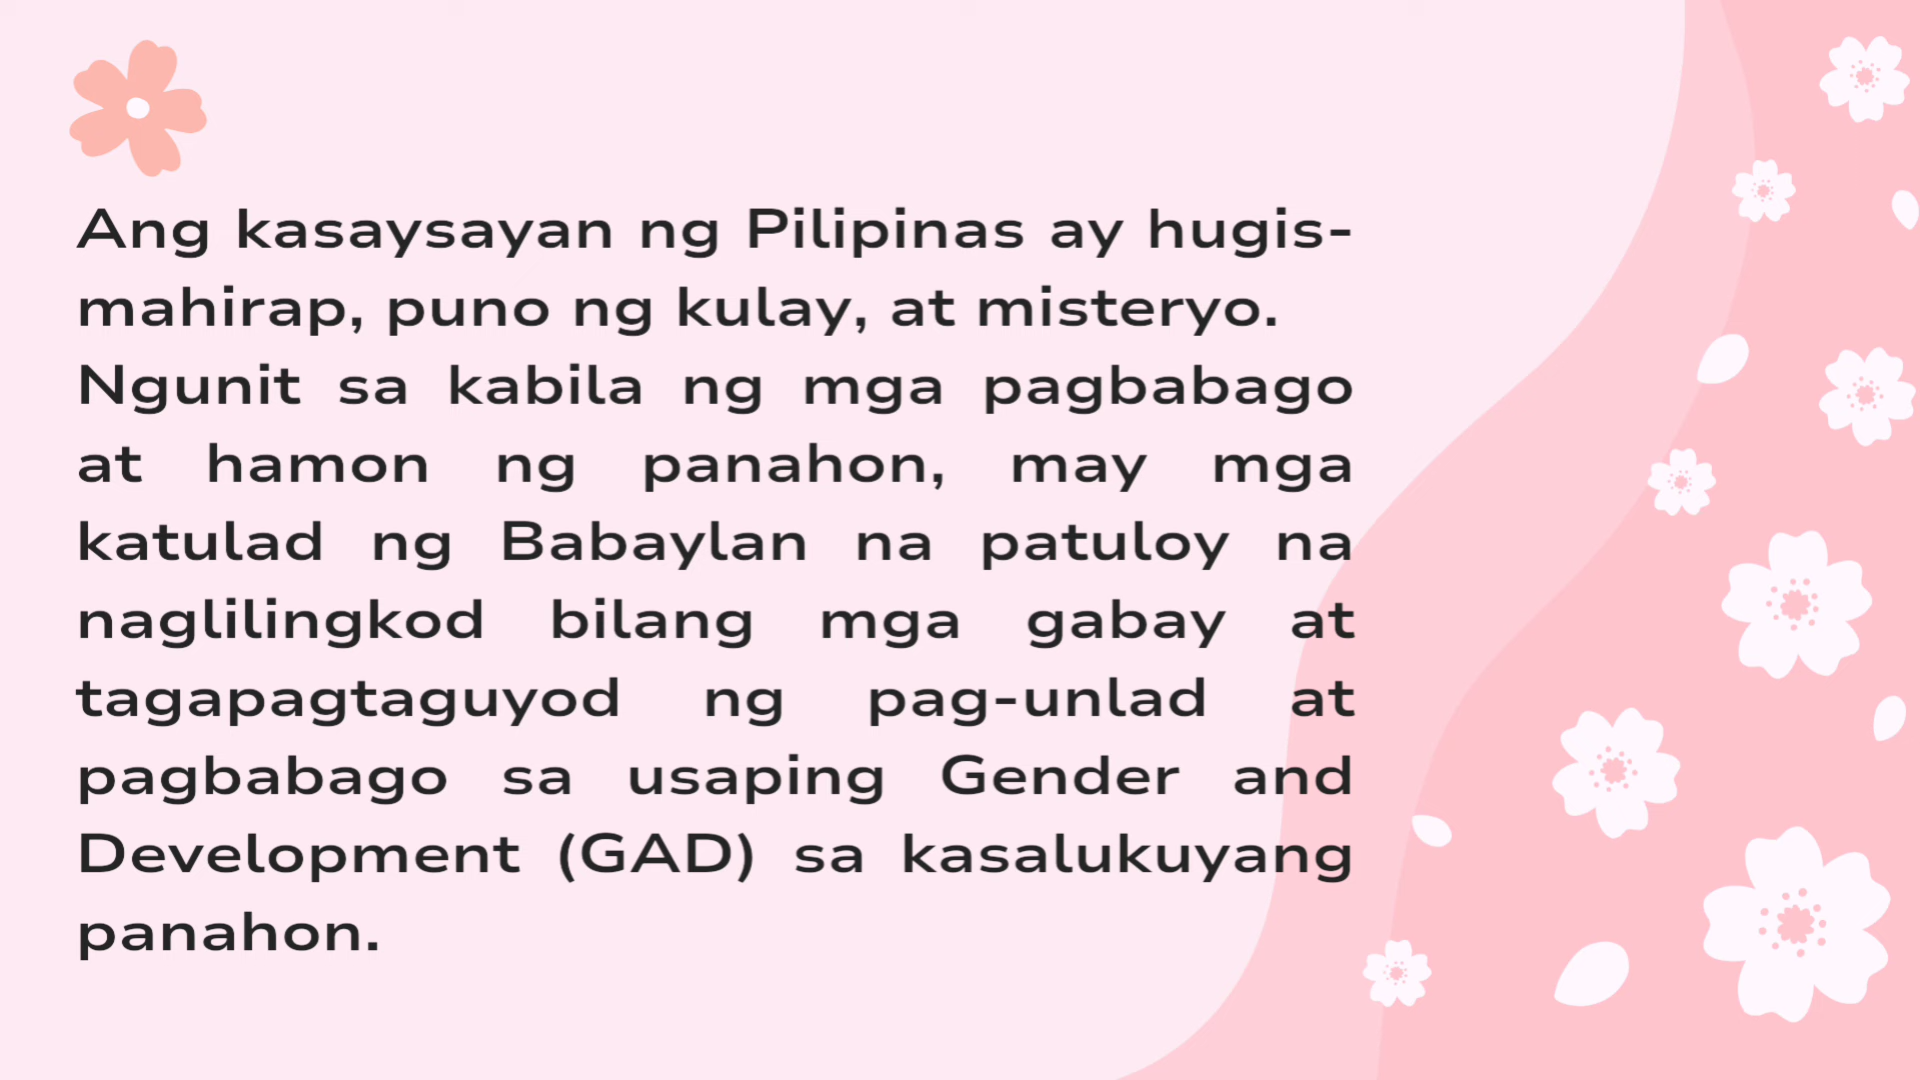 Ang kasaysayan ng Pilipinas ay hugis-
mahirap, puno ng kulay, at misteryo.
Ngunit sa kabila ng mga pagbabago
at hamon ng panahon, may mga
katulad ng Babaylan na patuloy na
naglilingkod bilang mga gabay at
tagapagtaguyod ng pag-unlad at
pagbabago sa usaping Gender and
Development (GAD) sa kasalukuyang
panahon.